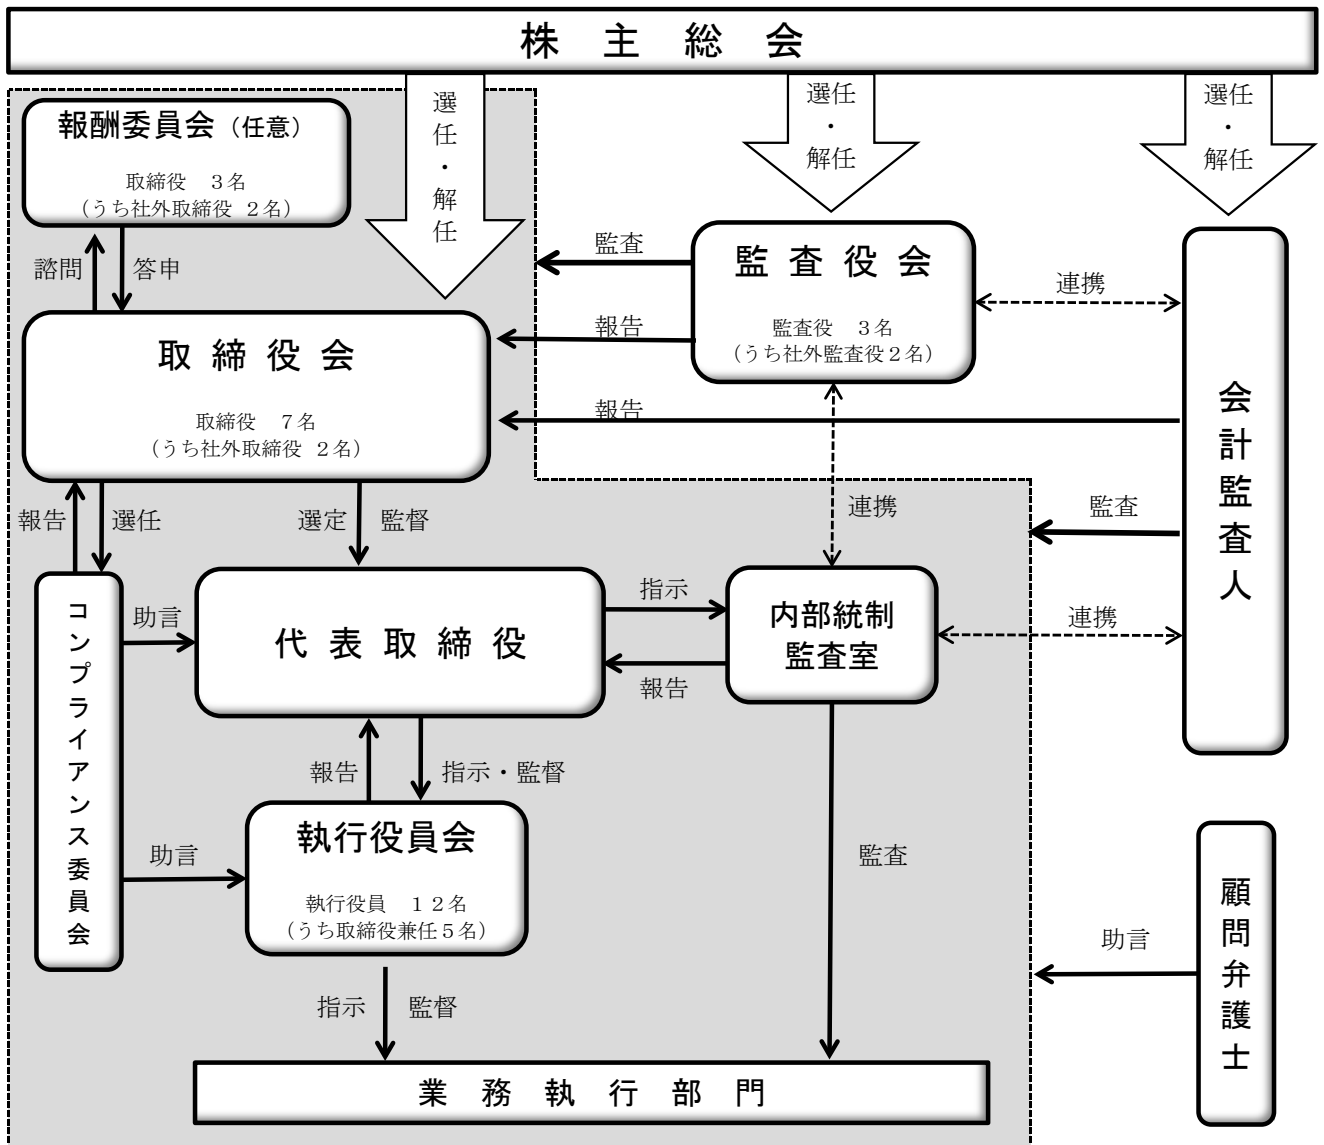 株主総会
選任・解任
選任
・
解任
選任
・
解任
報酬委員会（任意）
取締役　３名
（うち社外取締役 ２名）
諮問
答申
監査
監査役会
監査役　３名
（うち社外監査役２名）
連携
報告
取締役会
取締役　７名
（うち社外取締役 ２名）
報告
会計監査人
報告
選任
選定
監督
連携
監査
コンプライアンス委員会
助言
代表取締役
指示
報告
内部統制
監査室
連携
報告
指示・監督
助言
執行役員会
執行役員　１２名
（うち取締役兼任５名）
監査
顧問弁護士
助言
指示
監督
業務執行部門